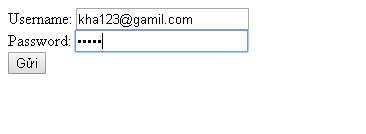 Username: kha123@gamil.com
Password: •••••
Gửi